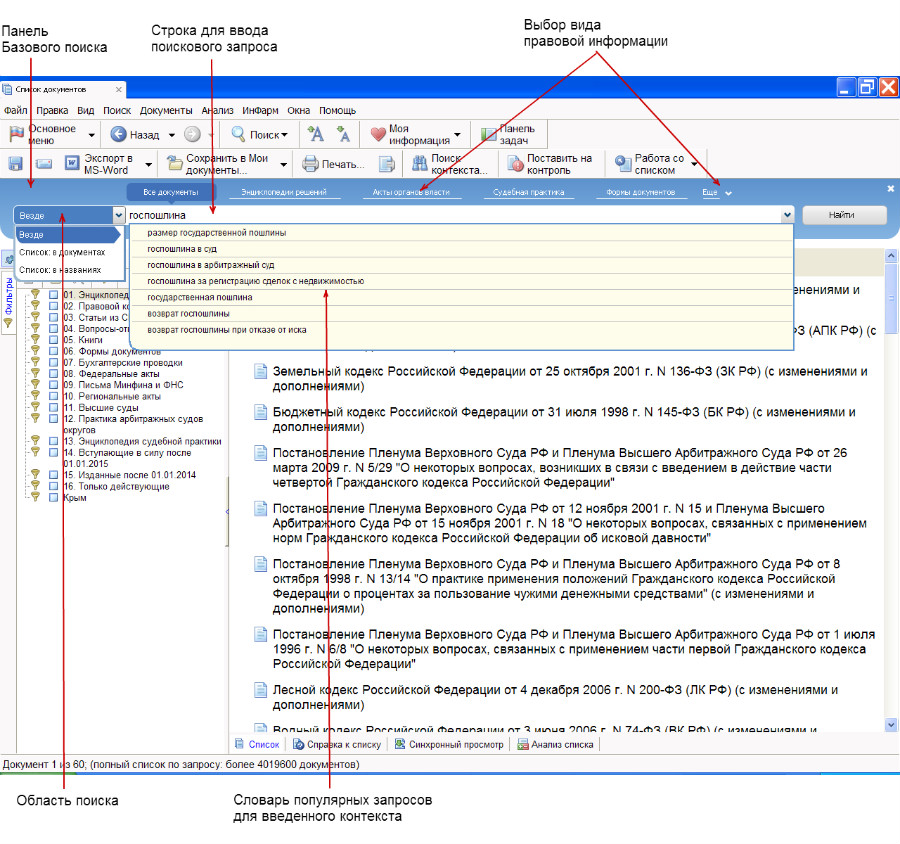 Панель
Базового поиска
Строка для ввода
поискового запроса
Выбор вида
правовой информации
Список документов
Файл Правка Вид Поиск Документы Анализ ИнФарм Окна Помощь
Основное
меню
Назад
Поиск
Моя
информация
Панель
задач
Экспорт в
MS-Word
Сохранить в Мои
документы...
Печать...
Поиск
контекста...
Поставить на
контроль
Работа со
списком
Все документы Энциклопедии решений Акты органов власти Судебная практика Формы документов Еще
Везде госпошлина Найти
Везде
Список: в документах
Список: в названиях
размер государственной пошлины
госпошлина в суд
госпошлина в арбитражный суд
госпошлина за регистрацию сделок с недвижимостью
государственная пошлина
возврат госпошлины
возврат госпошлины при отказе от иска
Фильтры
01. Энциклопед
02. Правовой ко
03. Статьи из С
04. Вопросы-от
05. Книги
06. Формы документов
07. Бухгалтерские проводки
08. Федеральные акты
09. Письма Минфина и ФНС
10. Региональные акты
11. Высшие суды
12. Практика арбитражных судов
округов
13. Энциклопедия судебной практики
14. Вступающие в силу после
01.01.2015
15. Изданные после 01.01.2014
16. Только действующие
Крым
енениями и
ФЗ (АПК РФ) (с
Земельный кодекс Российской Федерации от 25 октября 2001 г. N 136-ФЗ (ЗК РФ) (с изменениями и
дополнениями)
Бюджетный кодекс Российской Федерации от 31 июля 1998 г. N 145-ФЗ (БК РФ) (с изменениями и
дополнениями)
Постановление Пленума Верховного Суда РФ и Пленума Высшего Арбитражного Суда РФ от 26
марта 2009 г. N 5/29 "О некоторых вопросах, возникших в связи с введением в действие части
четвертой Гражданского кодекса Российской Федерации"
Постановление Пленума Верховного Суда РФ от 12 ноября 2001 г. N 15 и Пленума Высшего
Арбитражного Суда РФ от 15 ноября 2001 г. N 18 "О некоторых вопросах, связанных с применением
норм Гражданского кодекса Российской Федерации об исковой давности"
Постановление Пленума Верховного Суда РФ и Пленума Высшего Арбитражного Суда РФ от 8
октября 1998 г. N 13/14 "О практике применения положений Гражданского кодекса Российской
Федерации о процентах за пользование чужими денежными средствами" (с изменениями и
дополнениями)
Постановление Пленума Верховного Суда РФ и Пленума Высшего Арбитражного Суда РФ от 1 июля
1996 г. N 6/8 "О некоторых вопросах, связанных с применением части первой Гражданского кодекса
Российской Федерации"
Лесной кодекс Российской Федерации от 4 декабря 2006 г. N 200-ФЗ (ЛК РФ) (с изменениями и
дополнениями)
Водный кодекс Российской Федерации от 3 июня 2006 г. N 74-ФЗ (ВК РФ) (с изменениями и
Список Справка к списку Синхронный просмотр Анализ списка
Документ 1 из 60; (полный список по запросу: более 4019600 документов)
Область поиска
Словарь популярных запросов
для введенного контекста